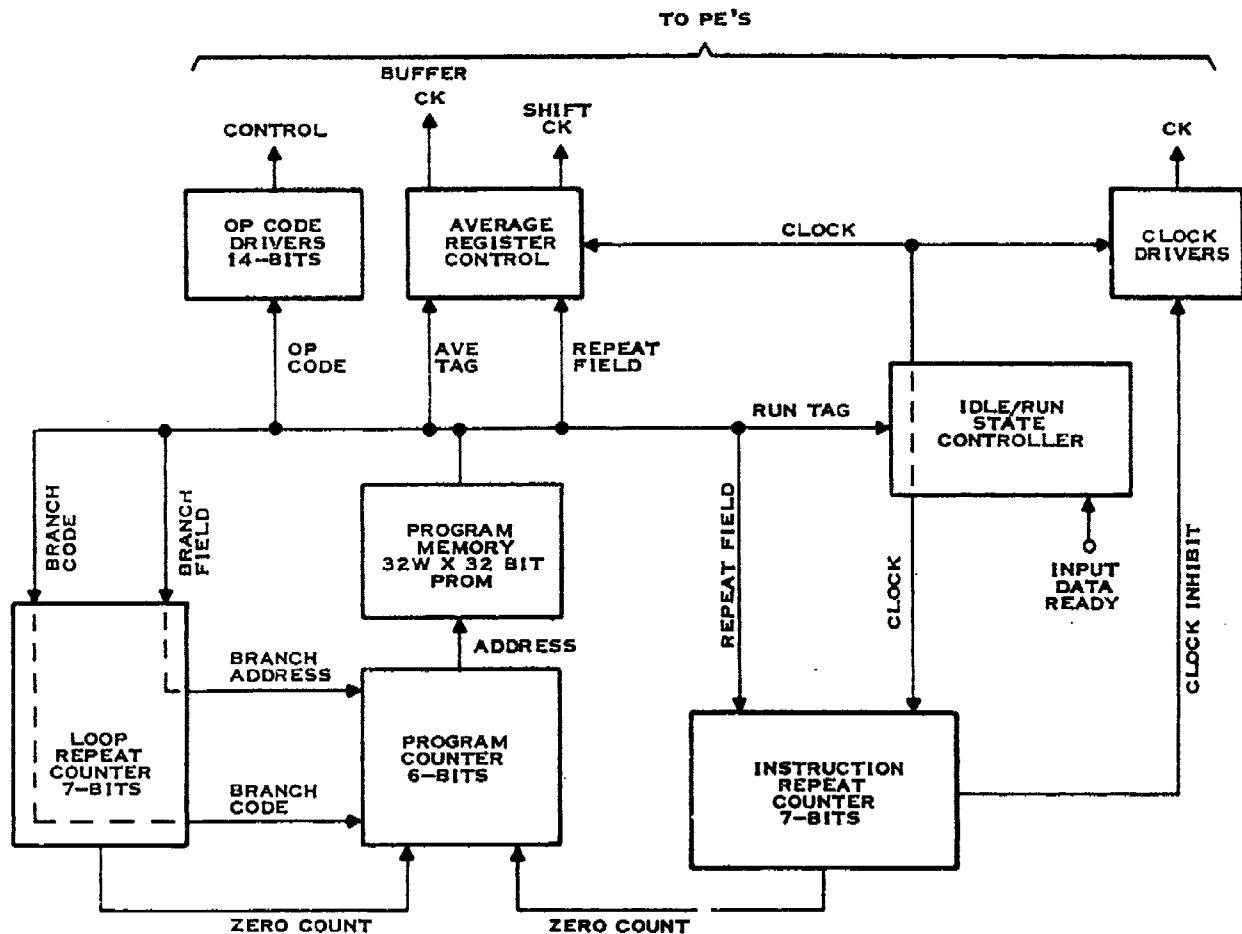 TO PE'S
BUFFER
CK
SHIFT
CK
CONTROL
CK
OP CODE
DRIVERS
14-BITS
AVERAGE
REGISTER
CONTROL
CLOCK
CLOCK
DRIVERS
OP
CODE
AVE
TAG
REPEAT
FIELD
RUN TAG
IDLE/RUN
STATE
CONTROLLER
BRANCH
CODE
BRANCH
FIELD
PROGRAM
MEMORY
32W X 32 BIT
PROM
REPEAT FIELD
CLOCK
INPUT
DATA
READY
CLOCK INHIBIT
ADDRESS
BRANCH
ADDRESS
LOOP
REPEAT
COUNTER
7-BITS
PROGRAM
COUNTER
6-BITS
BRANCH
CODE
INSTRUCTION
REPEAT
COUNTER
7-BITS
ZERO COUNT
ZERO COUNT